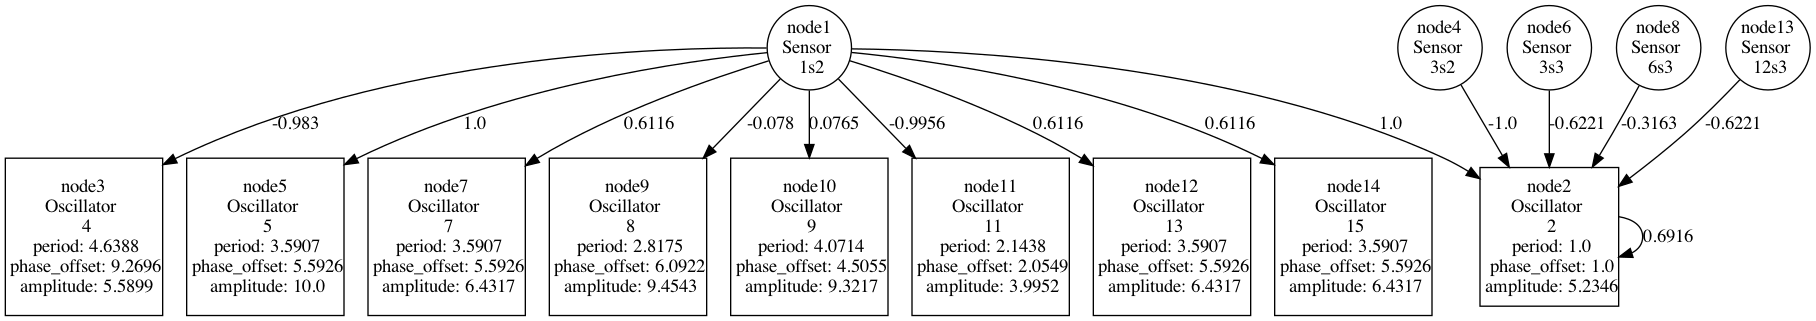 node1
Sensor
1s2
node4
Sensor
3s2
node6
Sensor
3s3
node8
Sensor
6s3
node13
Sensor
12s3
-0.983
1.0
0.6116
-0.078
0.0765
-0.9956
0.6116
0.6116
1.0
-1.0
-0.6221
-0.3163
-0.6221
node3
Oscillator
4
period: 4.6388
phase_offset: 9.2696
amplitude: 5.5899
node5
Oscillator
5
period: 3.5907
phase_offset: 5.5926
amplitude: 10.0
node7
Oscillator
7
period: 3.5907
phase_offset: 5.5926
amplitude: 6.4317
node9
Oscillator
8
period: 2.8175
phase_offset: 6.0922
amplitude: 9.4543
node10
Oscillator
9
period: 4.0714
phase_offset: 4.5055
amplitude: 9.3217
node11
Oscillator
11
period: 2.1438
phase_offset: 2.0549
amplitude: 3.9952
node12
Oscillator
13
period: 3.5907
phase_offset: 5.5926
amplitude: 6.4317
node14
Oscillator
15
period: 3.5907
phase_offset: 5.5926
amplitude: 6.4317
node2
Oscillator
2
period: 1.0
phase_offset: 1.0
amplitude: 5.2346
0.6916